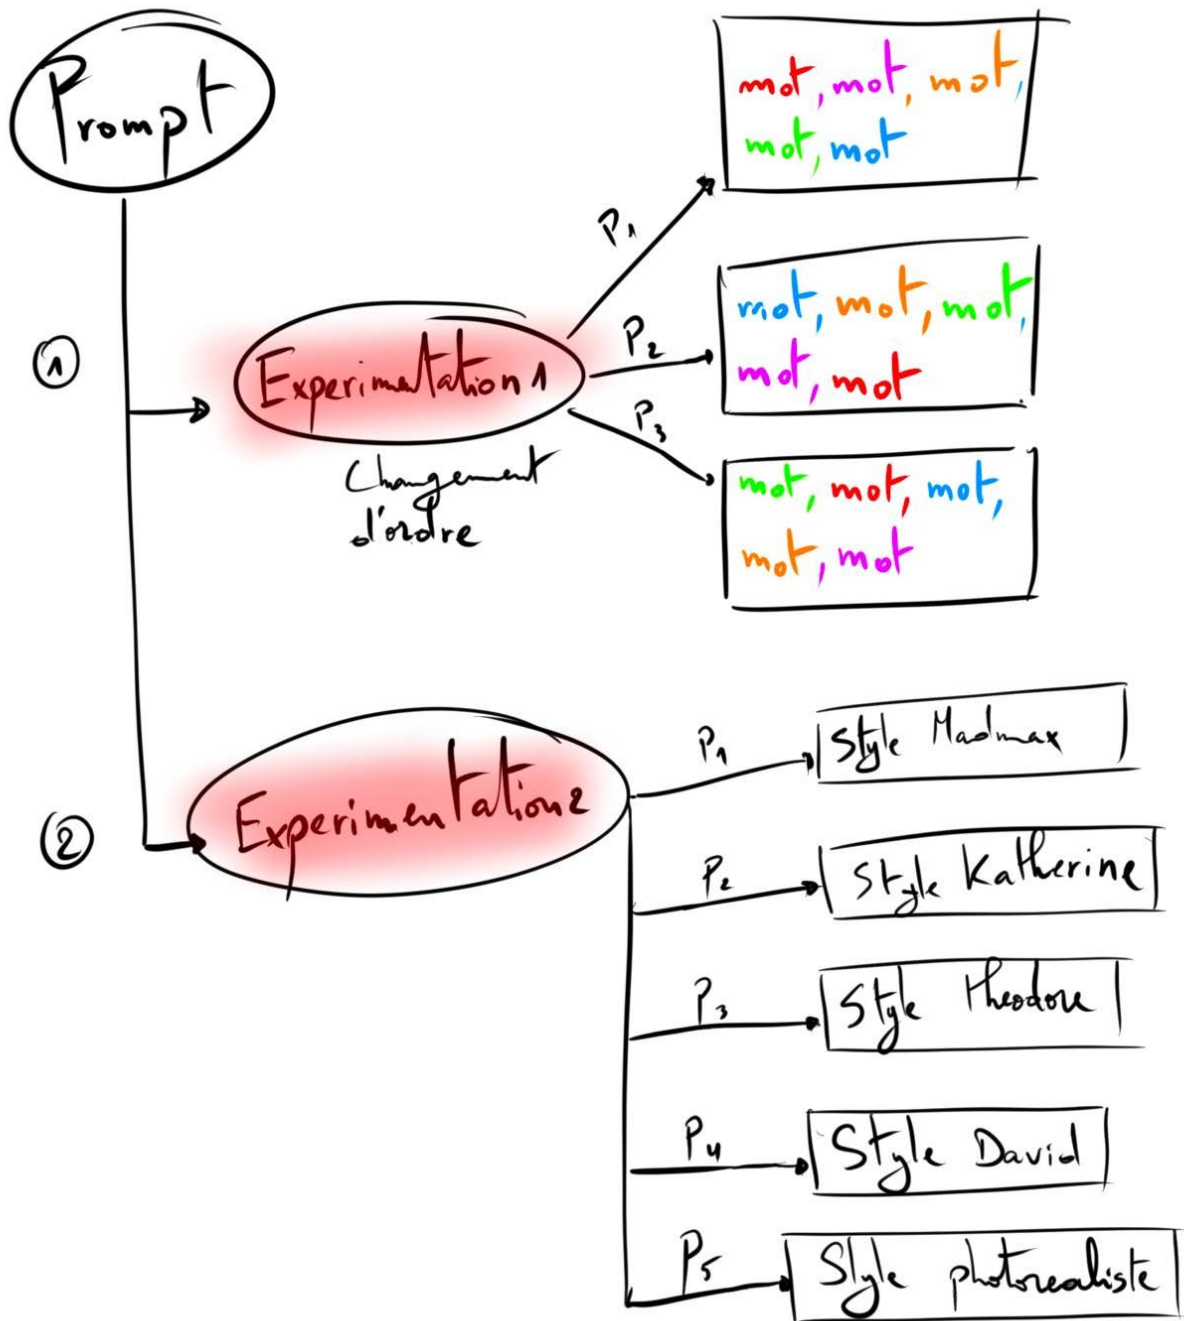 Prompt
①
Experimentation 1
Changement
d'ordre
P1
mot, mot, mot,
mot, mot
P2
mot, mot, mot,
mot, mot
P3
mot, mot, mot,
mot, mot
②
Experimentation 2
P1
Style Madmax
P2
Style Katherine
P3
Style theodore
P4
Style David
P5
Style photorealiste